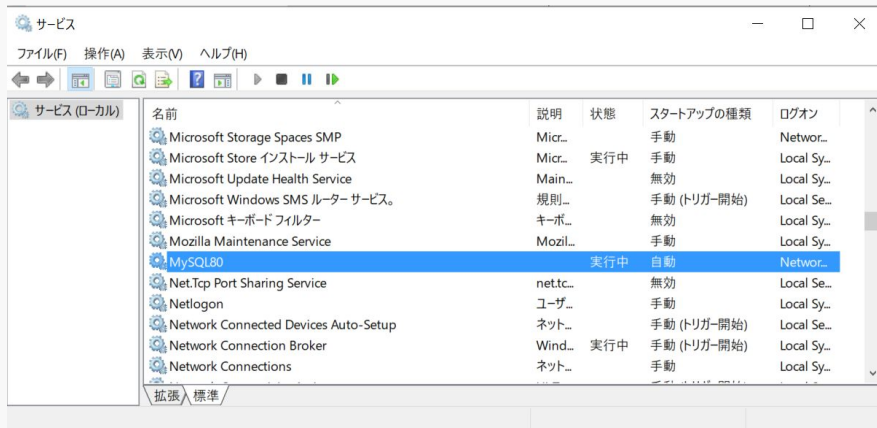 サービス
ファイル(F) 操作(A) 表示(V) ヘルプ(H)
サービス (ローカル)
名前 説明 状態 スタートアップの種類 ログオン
Microsoft Storage Spaces SMP Micr... 手動 Networ...
Microsoft Store インストール サービス Micr... 実行中 手動 Local Sy...
Microsoft Update Health Service Main... 無効 Local Sy...
Microsoft Windows SMS ルーター サービス。 規則... 手動 (トリガー開始) Local Se...
Microsoft キーボード フィルター キーボ... 無効 Local Sy...
Mozilla Maintenance Service Mozil... 手動 Local Sy...
MySQL80 実行中 自動 Networ...
Net.Tcp Port Sharing Service net.tc... 無効 Local Se...
Netlogon ユーザ... 手動 Local Sy...
Network Connected Devices Auto-Setup ネット... 手動 (トリガー開始) Local Se...
Network Connection Broker Wind... 実行中 手動 (トリガー開始) Local Sy...
Network Connections ネット... 手動 Local Sy...
拡張 標準